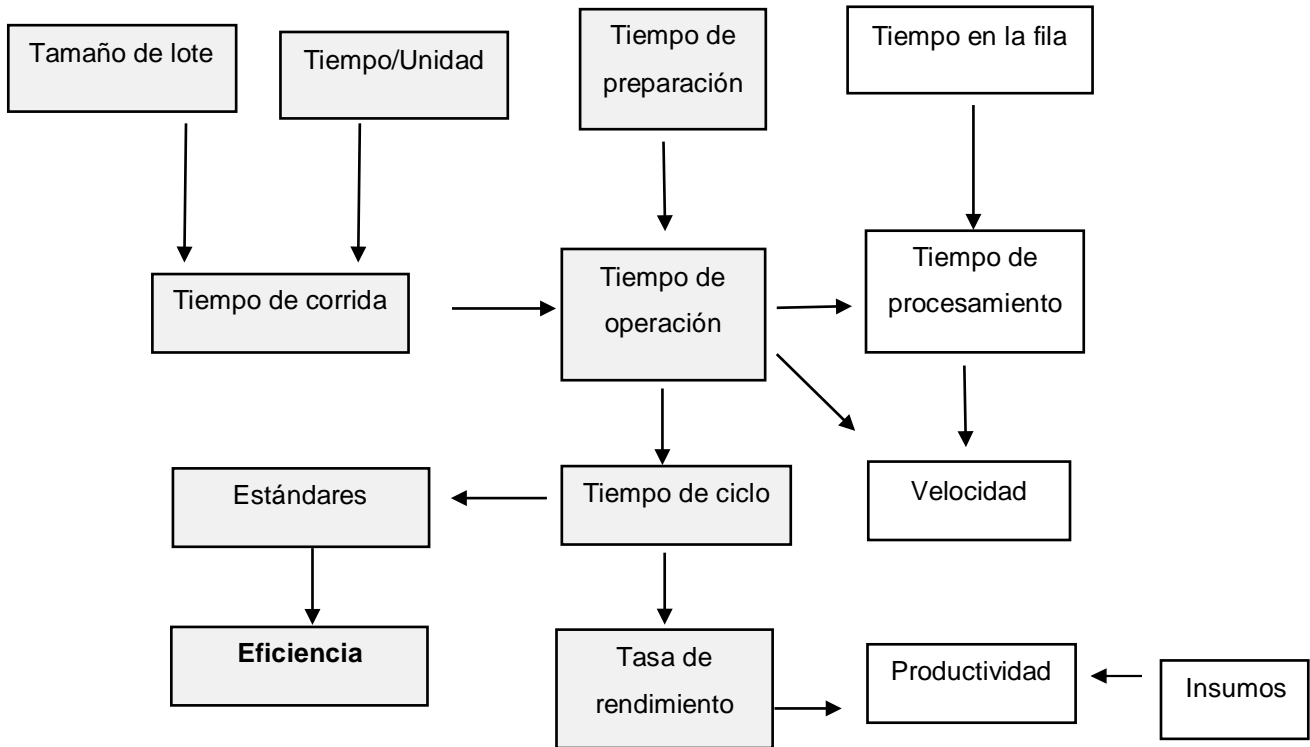 Tamaño de lote
Tiempo/Unidad
Tiempo de
preparación
Tiempo en la fila
Tiempo de corrida
Tiempo de
operación
Tiempo de
procesamiento
Estándares
Tiempo de ciclo
Velocidad
Eficiencia
Tasa de
rendimiento
Productividad
Insumos